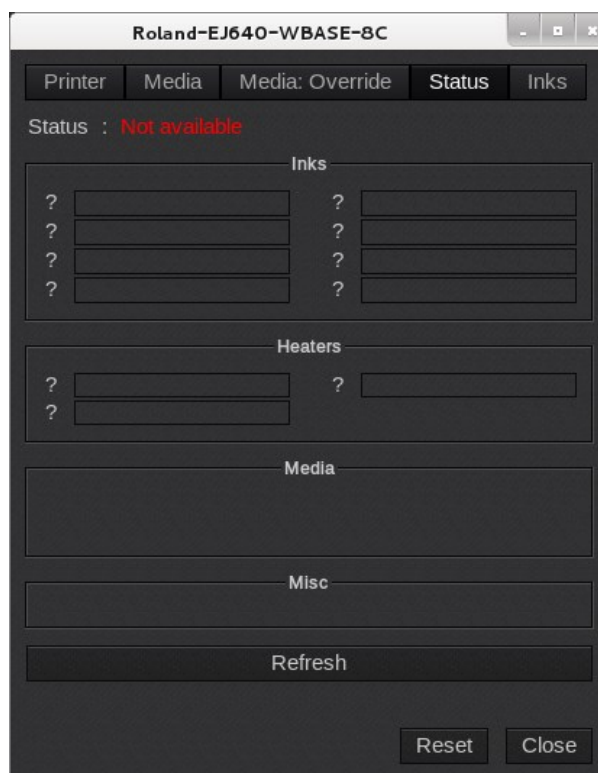 Roland-EJ640-WBASE-8C
Printer Media Media: Override Status Inks
Status : Not available
Inks
? ?
? ?
? ?
? ?
Heaters
? ?
?
Media
Misc
Refresh
Reset Close